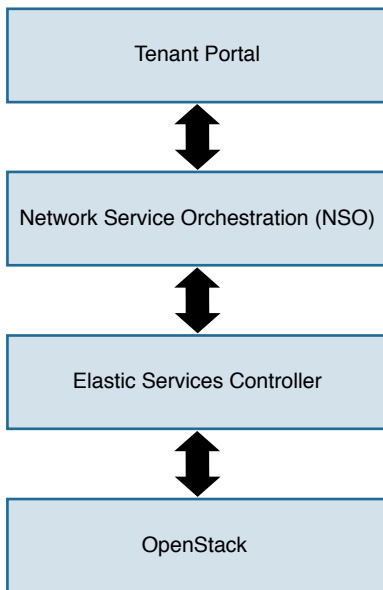 Tenant Portal
Network Service Orchestration (NSO)
Elastic Services Controller
OpenStack